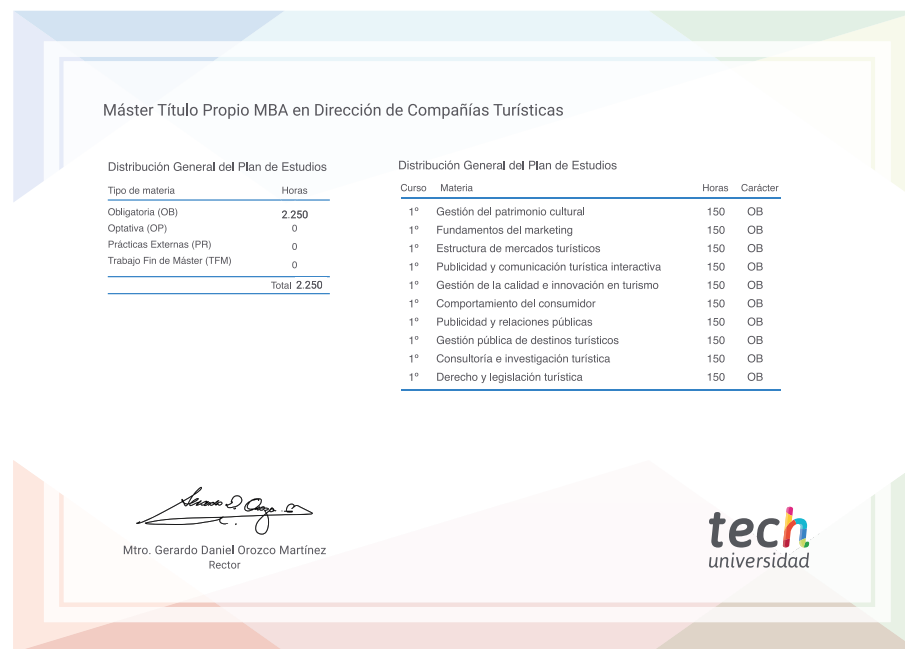 Máster Título Propio MBA en Dirección de Compañías Turísticas
Distribución General del Plan de Estudios
Tipo de materia Horas
Obligatoria (OB) 2.250
Optativa (OP) 0
Prácticas Externas (PR) 0
Trabajo Fin de Máster (TFM) 0
Total 2.250
Distribución General del Plan de Estudios
Curso Materia Horas Carácter
1º Gestión del patrimonio cultural 150 OB
1º Fundamentos del marketing 150 OB
1º Estructura de mercados turísticos 150 OB
1º Publicidad y comunicación turística interactiva 150 OB
1º Gestión de la calidad e innovación en turismo 150 OB
1º Comportamiento del consumidor 150 OB
1º Publicidad y relaciones públicas 150 OB
1º Gestión pública de destinos turísticos 150 OB
1º Consultoría e investigación turística 150 OB
1º Derecho y legislación turística 150 OB
Mtro. Gerardo Daniel Orozco Martínez
Rector
tech
universidad